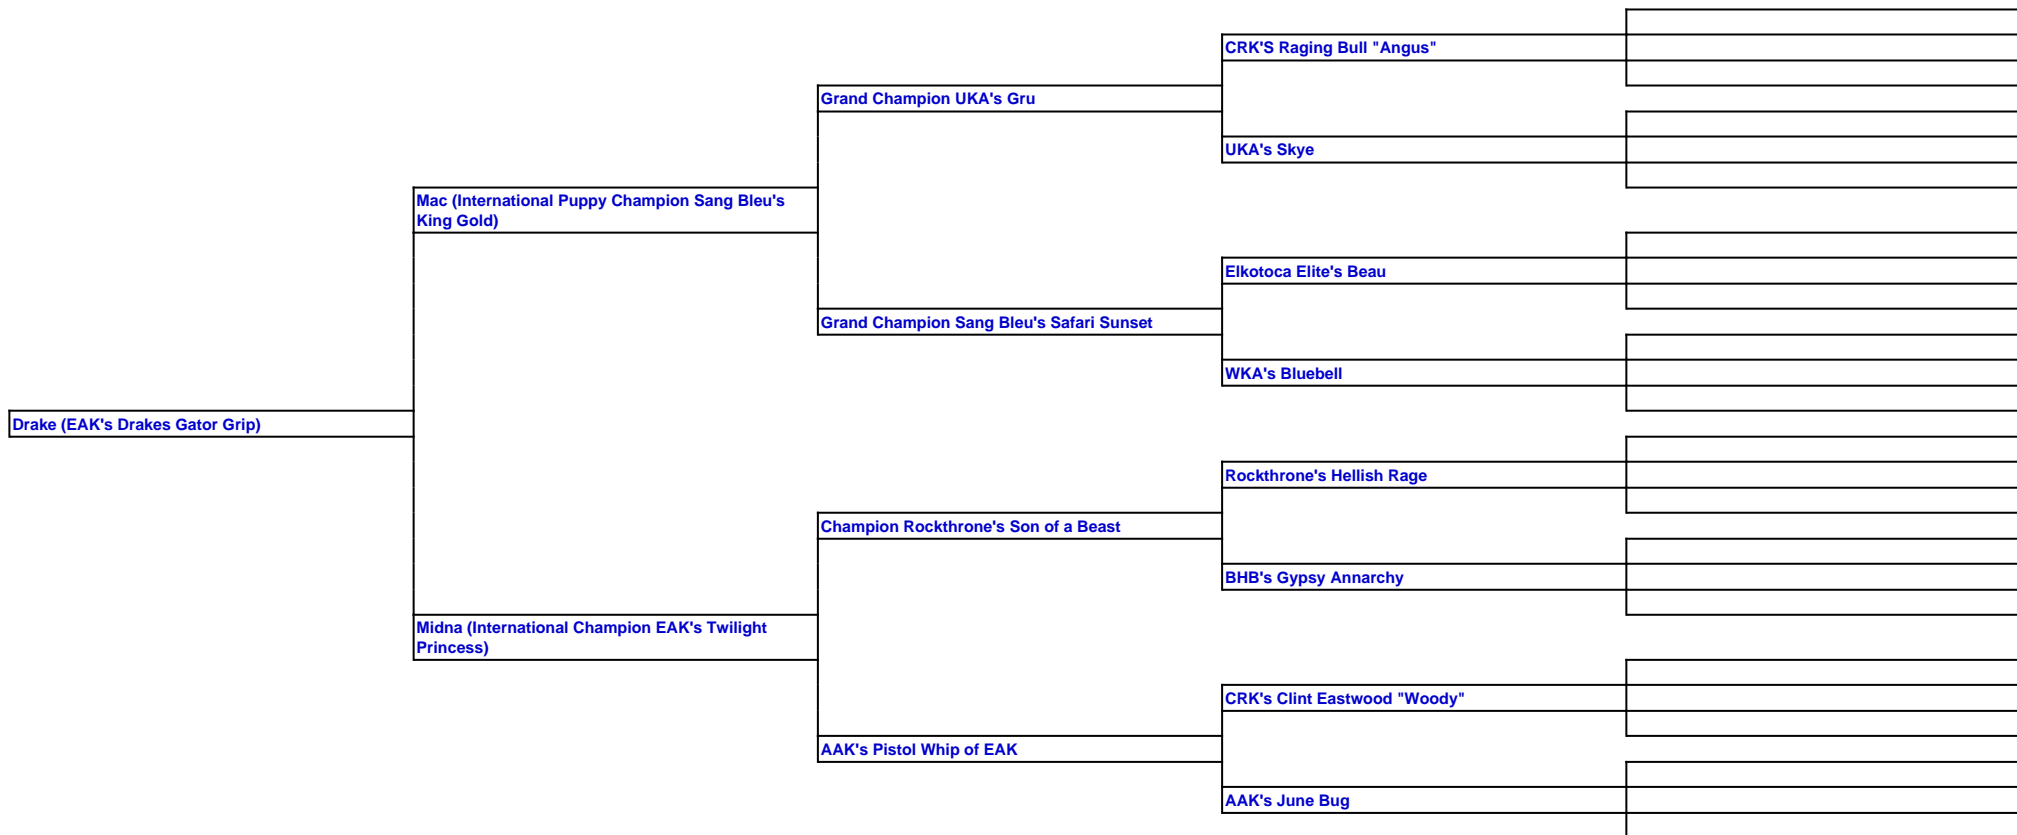 CRK'S Raging Bull "Angus"
Grand Champion UKA's Gru
UKA's Skye
Mac (International Puppy Champion Sang Bleu's
King Gold)
Elkotoca Elite's Beau
Grand Champion Sang Bleu's Safari Sunset
WKA's Bluebell
Drake (EAK's Drakes Gator Grip)
Rockthrone's Hellish Rage
Champion Rockthrone's Son of a Beast
BHB's Gypsy Annarchy
Midna (International Champion EAK's Twilight
Princess)
CRK's Clint Eastwood "Woody"
AAK's Pistol Whip of EAK
AAK's June Bug